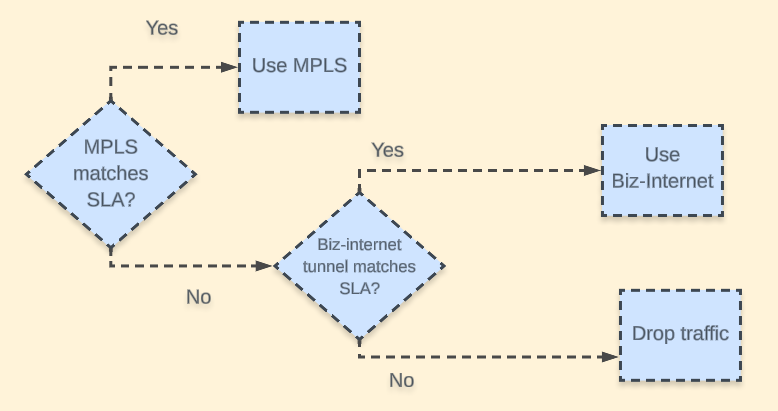 Yes
Use MPLS
MPLS
matches
SLA?
Yes
Use
Biz-Internet
No
Biz-internet
tunnel matches
SLA?
Drop traffic
No